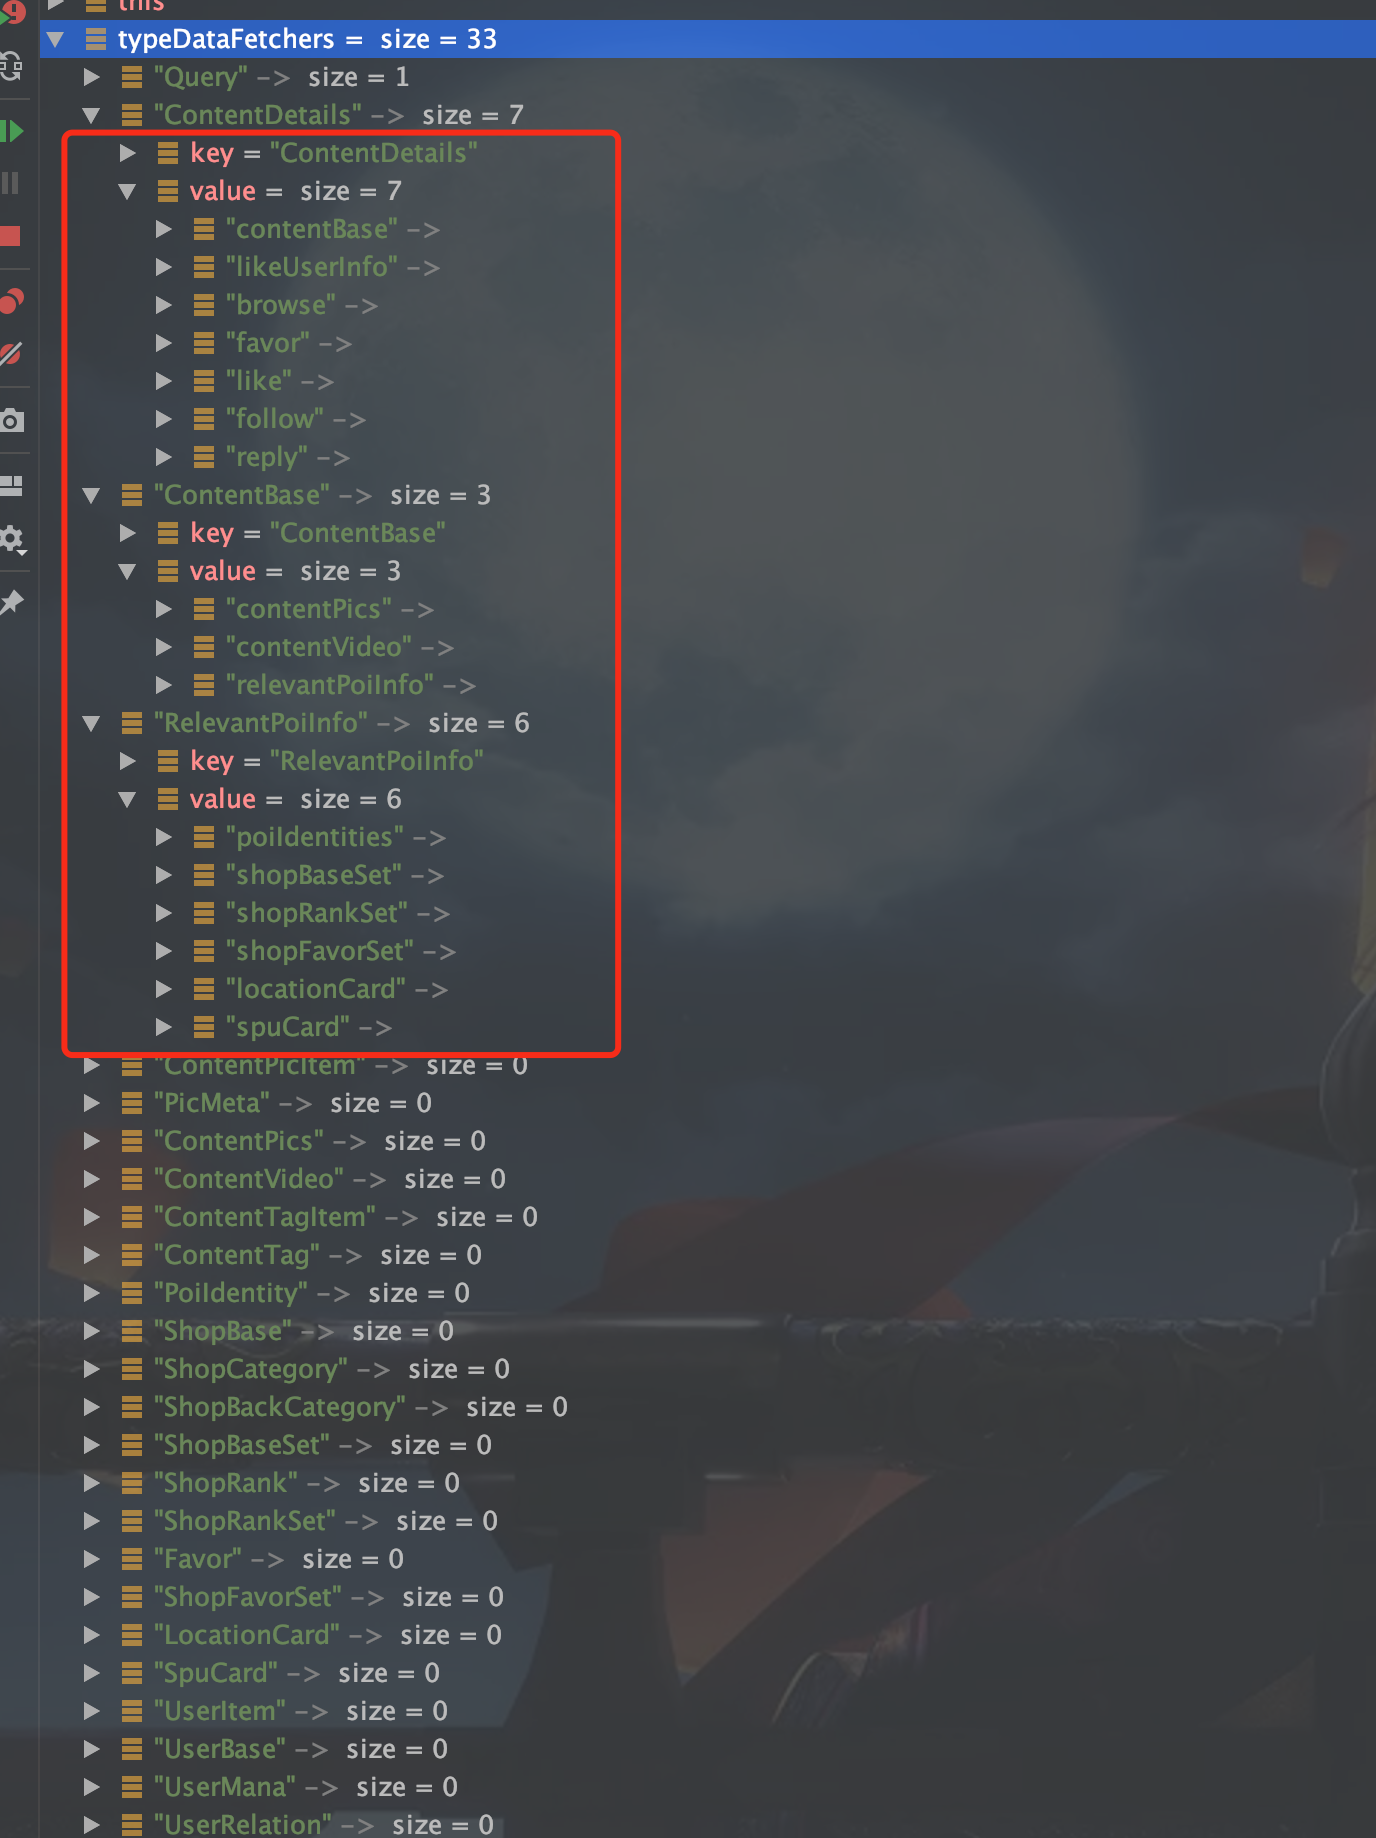 this
typeDataFetchers = size = 33
"Query" -> size = 1
"ContentDetails" -> size = 7
key = "ContentDetails"
value = size = 7
"contentBase" ->
"likeUserInfo" ->
"browse" ->
"favor" ->
"like" ->
"follow" ->
"reply" ->
"ContentBase" -> size = 3
key = "ContentBase"
value = size = 3
"contentPics" ->
"contentVideo" ->
"relevantPoiInfo" ->
"RelevantPoiInfo" -> size = 6
key = "RelevantPoiInfo"
value = size = 6
"poiIdentities" ->
"shopBaseSet" ->
"shopRankSet" ->
"shopFavorSet" ->
"locationCard" ->
"spuCard" ->
"ContentPicItem" -> size = 0
"PicMeta" -> size = 0
"ContentPics" -> size = 0
"ContentVideo" -> size = 0
"ContentTagItem" -> size = 0
"ContentTag" -> size = 0
"PoiIdentity" -> size = 0
"ShopBase" -> size = 0
"ShopCategory" -> size = 0
"ShopBackCategory" -> size = 0
"ShopBaseSet" -> size = 0
"ShopRank" -> size = 0
"ShopRankSet" -> size = 0
"Favor" -> size = 0
"ShopFavorSet" -> size = 0
"LocationCard" -> size = 0
"SpuCard" -> size = 0
"UserItem" -> size = 0
"UserBase" -> size = 0
"UserMana" -> size = 0
"UserRelation" -> size = 0